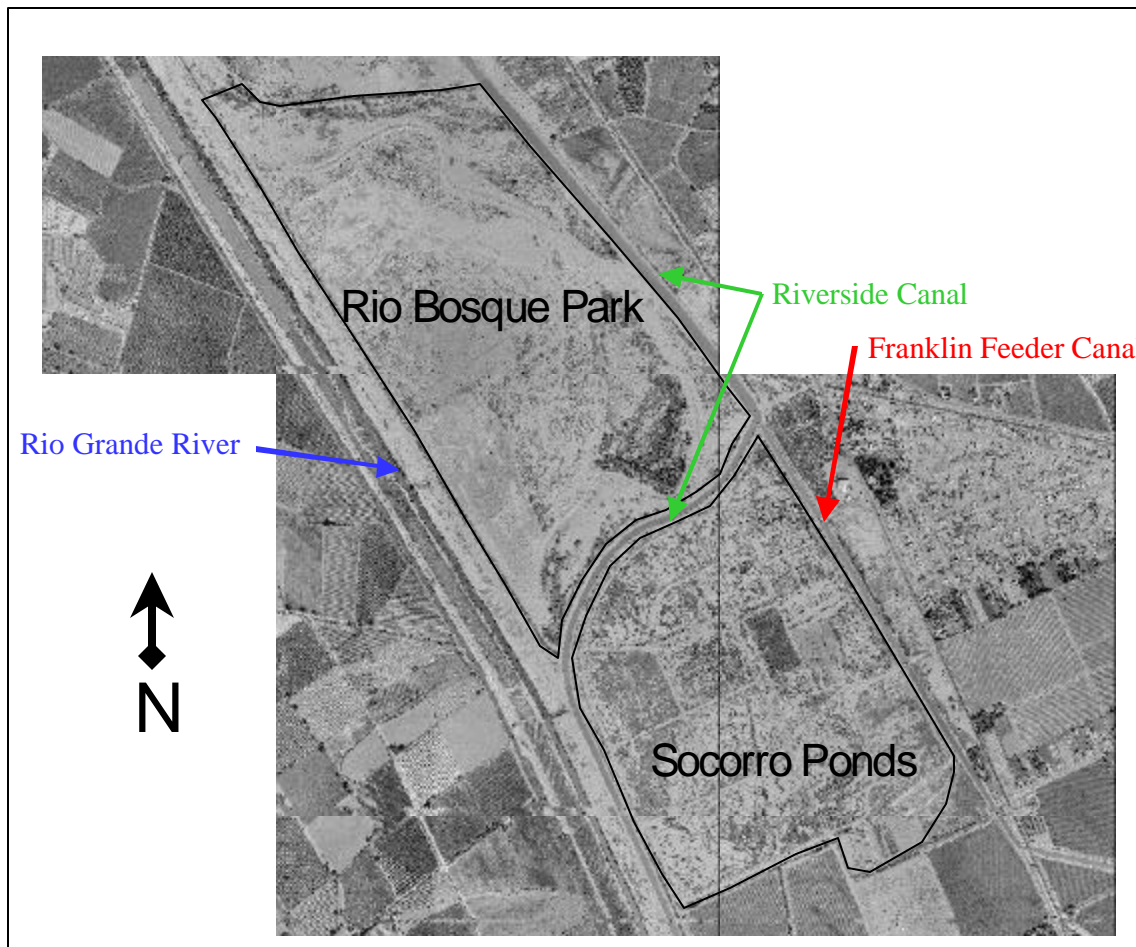 Rio Bosque Park
Riverside Canal
Franklin Feeder Cana
Rio Grande River
N
Socorro Ponds